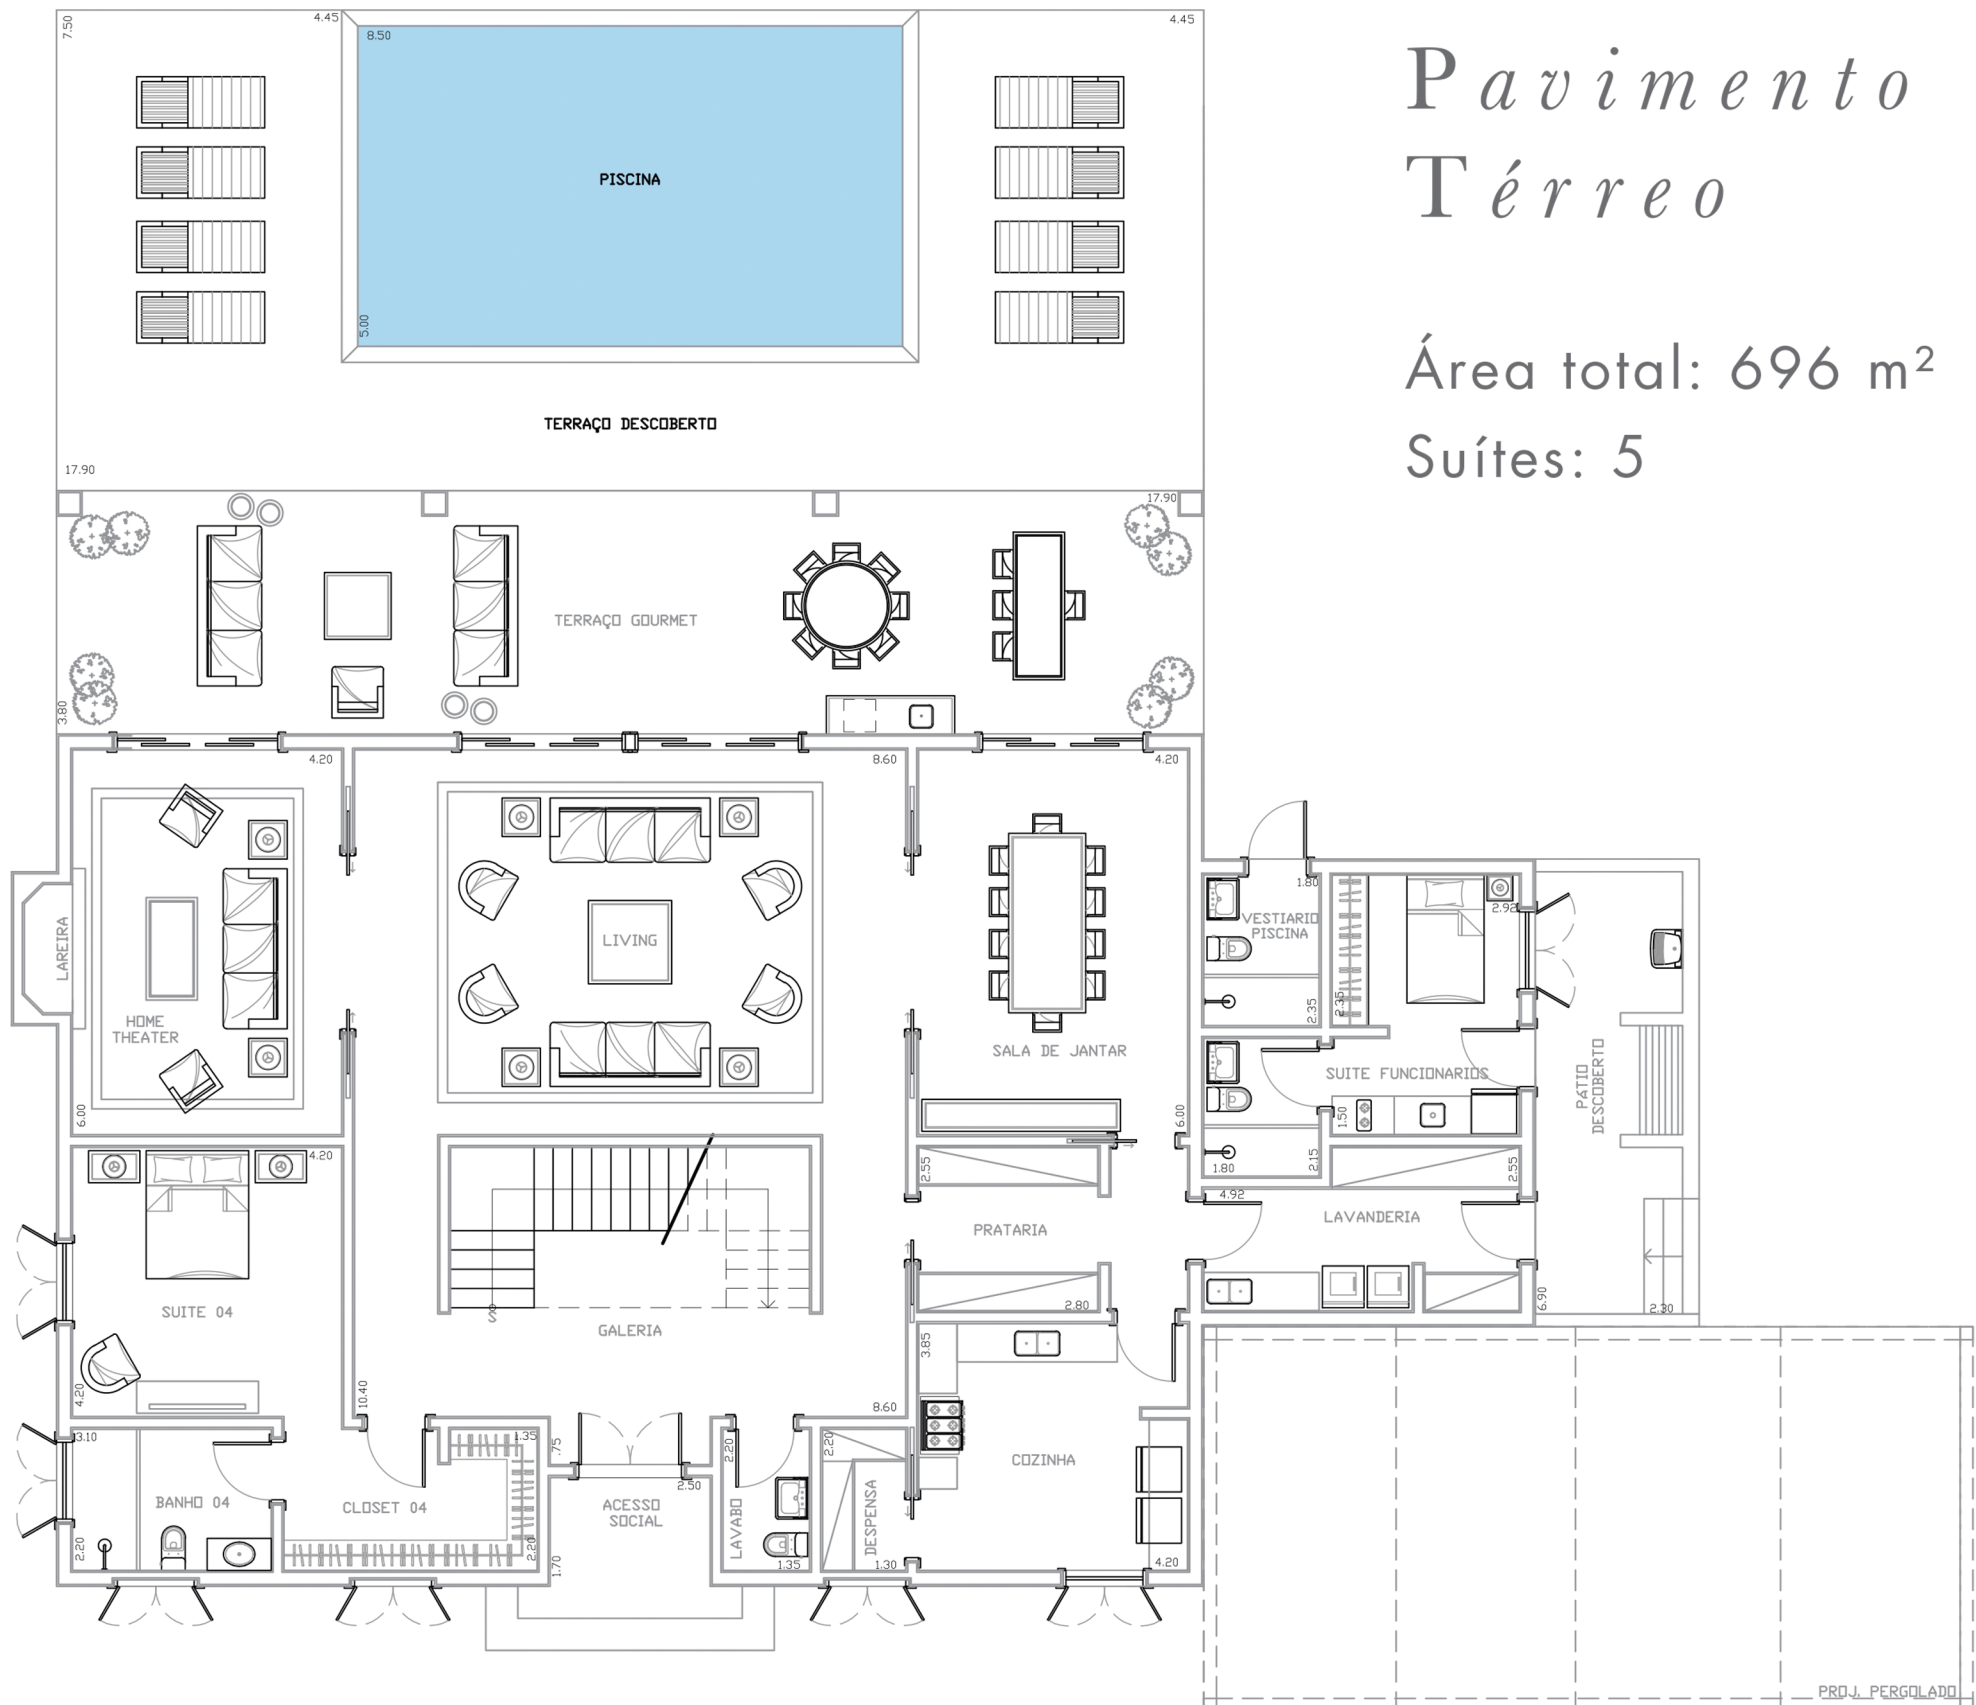 Pavimento
Térreo
Área total: 696 m²
Suítes: 5
7.50
4.45
8.50
4.45
PISCINA
5.00
TERRAÇO DESCOBERTO
17.90
17.90
TERRAÇO GOURMET
3.80
4.20
8.60
4.20
LAREIRA
HOME
THEATER
6.00
LIVING
SALA DE JANTAR
6.00
1.80
VESTIARIO
PISCINA
2.35
2.92
2.35
SUITE FUNCIONARIOS
1.50
1.80
2.15
2.55
PÁTIO
DESCOBERTO
4.20
SUITE 04
4.20
10.40
S
GALERIA
8.60
2.55
PRATARIA
2.80
4.92
LAVANDERIA
6.90
2.30
3.85
COZINHA
4.20
3.10
BANHO 04
2.20
CLOSET 04
1.35
2.20
.75
2.50
ACESSO
SOCIAL
1.70
2.20
LAVABO
1.35
2.20
DESPENSA
1.30
PROJ. PERGOLADO